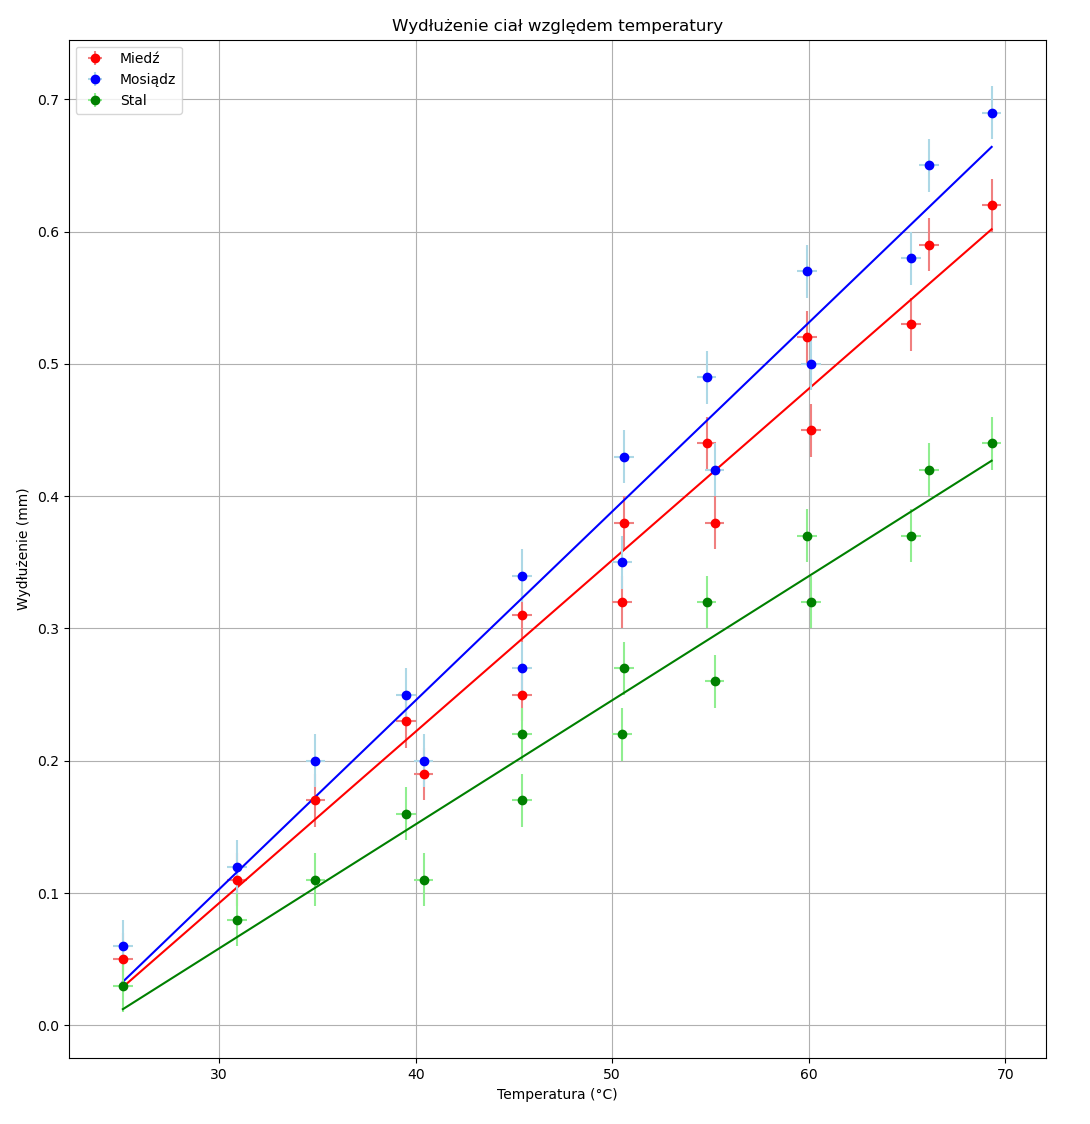 Wydłużenie ciał względem temperatury
Miedź
Mosiądz
Stal
0.7
0.6
0.5
0.4
0.3
0.2
0.1
0.0
Wydłużenie (mm)
30 40 50 60 70
Temperatura (°C)